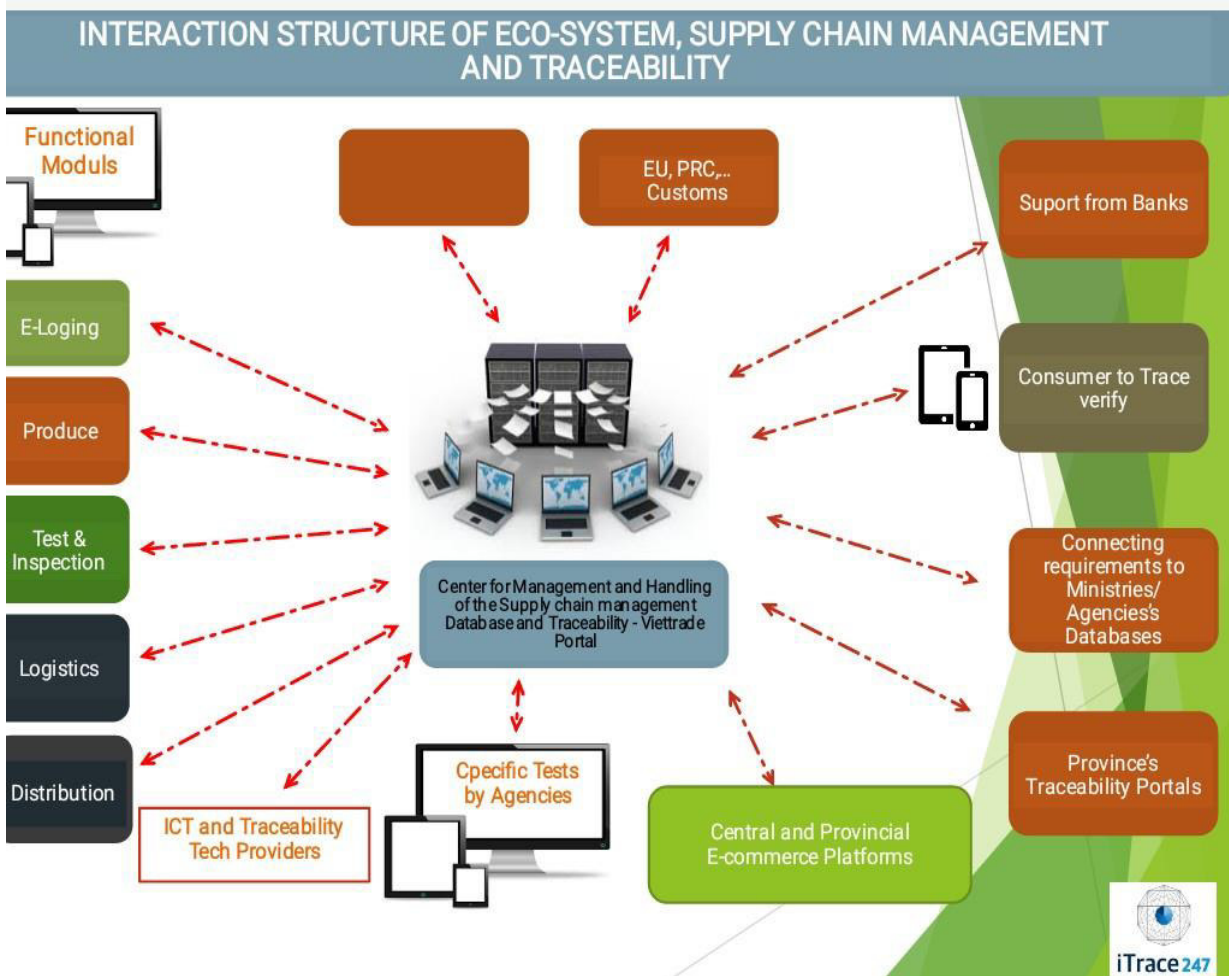 INTERACTION STRUCTURE OF ECO-SYSTEM, SUPPLY CHAIN MANAGEMENT
AND TRACEABILITY
Functional
Moduls
EU, PRC,...
Customs
Suport from Banks
E-Loging
Consumer to Trace
verify
Produce
Test &
Inspection
Connecting
requirements to
Ministries/
Agencies's
Databases
Center for Management and Handling
of the Supply chain management
Database and Traceability - Viettrade
Portal
Logistics
Province's
Traceability Portals
Distribution
ICT and Traceability
Tech Providers
Cpecific Tests
by Agencies
Central and Provincial
E-commerce Platforms
iTrace 247